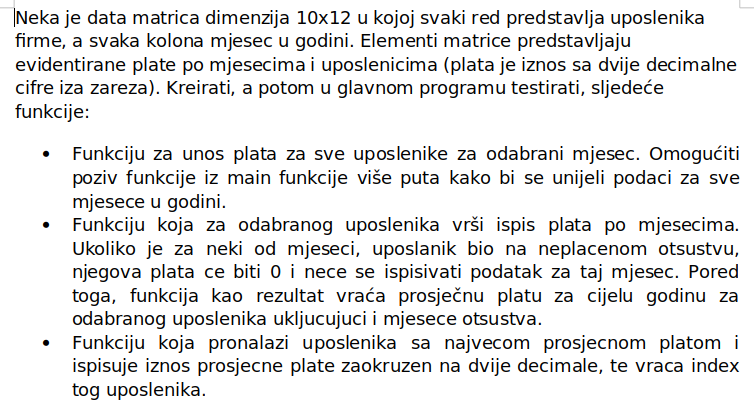 Neka je data matrica dimenzija 10x12 u kojoj svaki red predstavlja uposlenika
firme, a svaka kolona mjesec u godini. Elementi matrice predstavljaju
evidentirane plate po mjesecima i uposlenicima (plata je iznos sa dvije decimalne
cifre iza zareza). Kreirati, a potom u glavnom programu testirati, sljedeće
funkcije:
• Funkciju za unos plata za sve uposlenike za odabrani mjesec. Omogućiti
poziv funkcije iz main funkcije više puta kako bi se unijeli podaci za sve
mjesece u godini.
• Funkciju koja za odabranog uposlenika vrši ispis plata po mjesecima.
Ukoliko je za neki od mjeseci, uposlanik bio na neplacenom otsustvu,
njegova plata ce biti 0 i nece se ispisivati podatak za taj mjesec. Pored
toga, funkcija kao rezultat vraća prosječnu platu za cijelu godinu za
odabranog uposlenika ukljucujuci i mjesece otsustva.
• Funkciju koja pronalazi uposlenika sa najvecom prosjecnom platom i
ispisuje iznos prosjecne plate zaokruzen na dvije decimale, te vraca index
tog uposlenika.